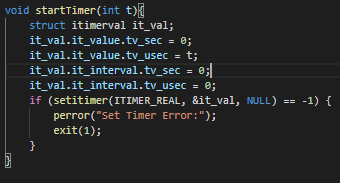 void startTimer(int t){
    struct itimerval it_val;
    it_val.it_value.tv_sec = 0;
    it_val.it_value.tv_usec = t;
    it_val.it_interval.tv_sec = 0;
    it_val.it_interval.tv_usec = 0;
    if (setitimer(ITIMER_REAL, &it_val, NULL) == -1) {
        perror("Set Timer Error:");
        exit(1);
    }
}